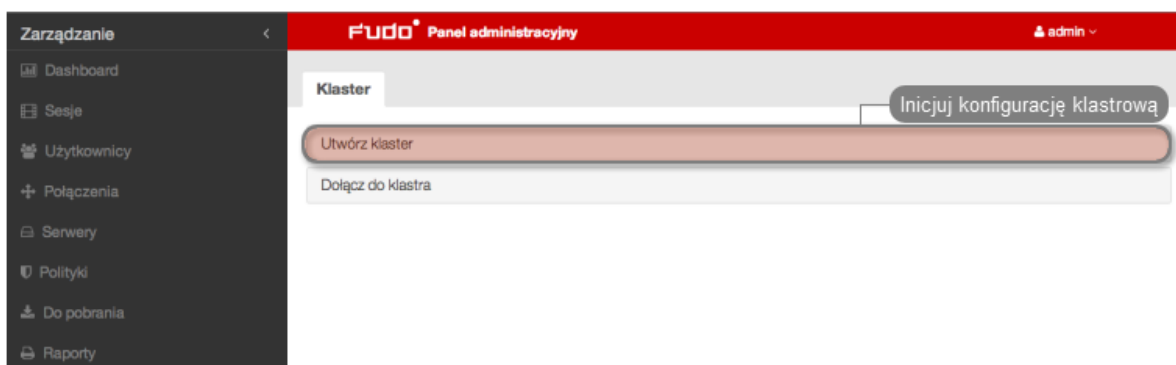 Zarządzanie
FUDO Panel administracyjny
admin
Dashboard
Sesje
Użytkownicy
Połączenia
Serwery
Polityki
Do pobrania
Raporty
Klaster
Inicjuj konfigurację klastrową
Utwórz klaster
Dołącz do klastra